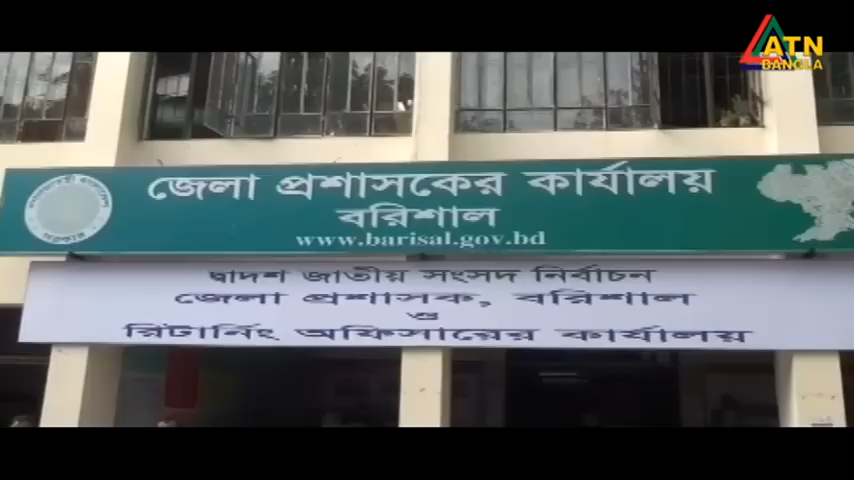 ATN
BANGLA
জেলা প্রশাসকের কার্যালয়
বরিশাল
www.barisal.gov.bd
দ্বাদশ জাতীয় সংসদ নির্বাচন
জেলা প্রশাসক, বরিশাল
ও
রিটার্নিং অফিসারের কার্যালয়